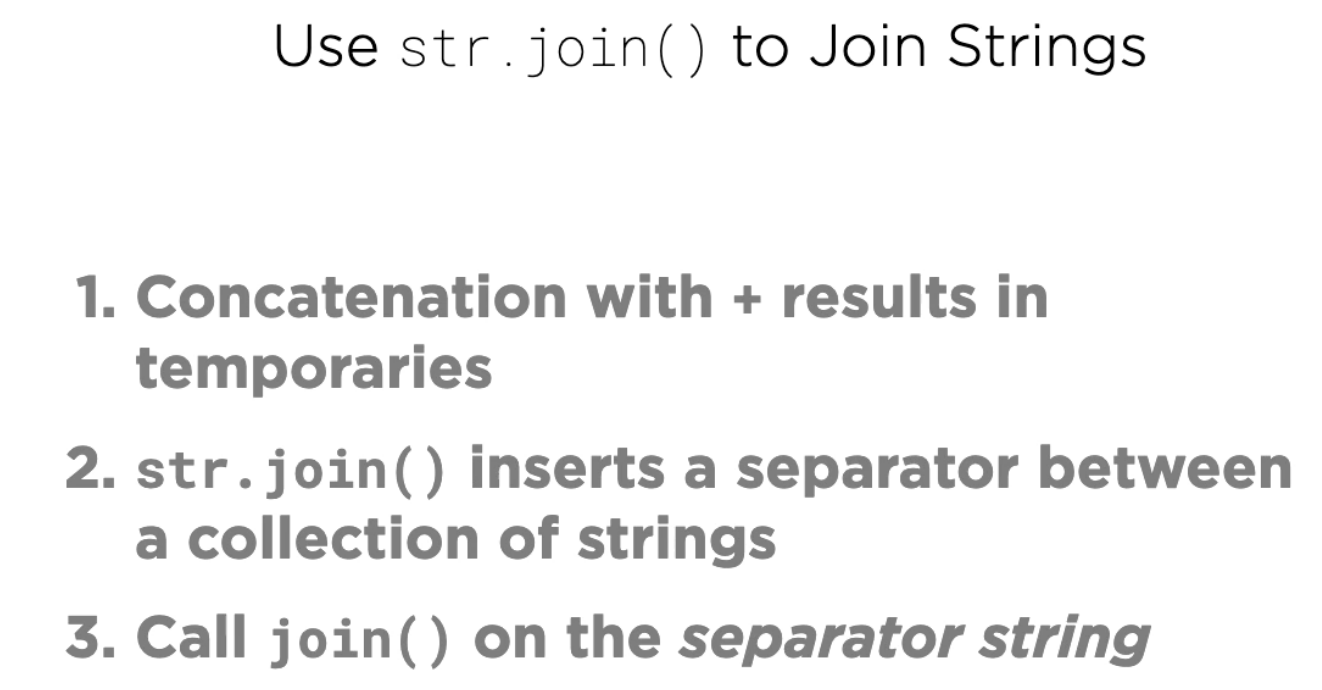 Use str.join() to Join Strings
1. Concatenation with + results in
temporaries
2. str.join() inserts a separator between
a collection of strings
3. Call join() on the separator string